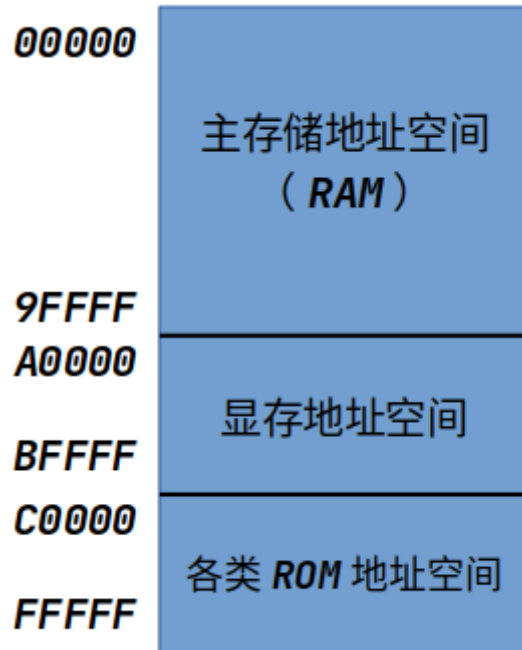 00000
主存储地址空间
（RAM）
9FFFF
A0000
显存地址空间
BFFFF
C0000
各类 ROM 地址空间
FFFFF